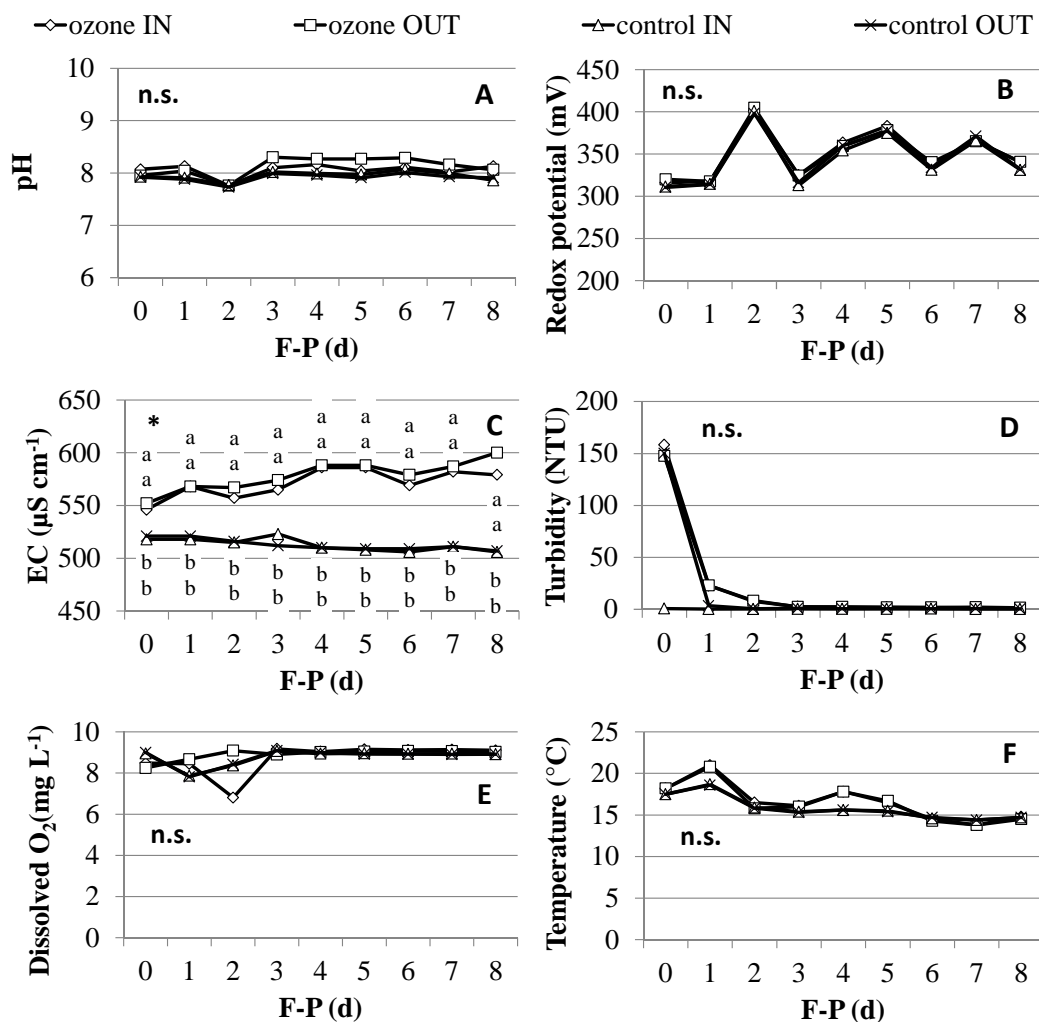 ozone IN ozone OUT control IN control OUT
10
9
8
7
6
pH
n.s.
A
0 1 2 3 4 5 6 7 8
F-P (d)
450
400
350
300
250
200
Redox potential (mV)
n.s.
B
0 1 2 3 4 5 6 7 8
F-P (d)
650
600
550
500
450
EC (µS cm⁻¹)
*
C
a a a a a a a a a
a a a a a a a a a
b b b b b b b b b
b b b b b b b b b
0 1 2 3 4 5 6 7 8
F-P (d)
200
150
100
50
0
Turbidity (NTU)
n.s.
D
0 1 2 3 4 5 6 7 8
F-P (d)
10
8
6
4
2
0
Dissolved O₂(mg L⁻¹)
n.s.
E
0 1 2 3 4 5 6 7 8
F-P (d)
25
20
15
10
5
0
Temperature (°C)
n.s.
F
0 1 2 3 4 5 6 7 8
F-P (d)